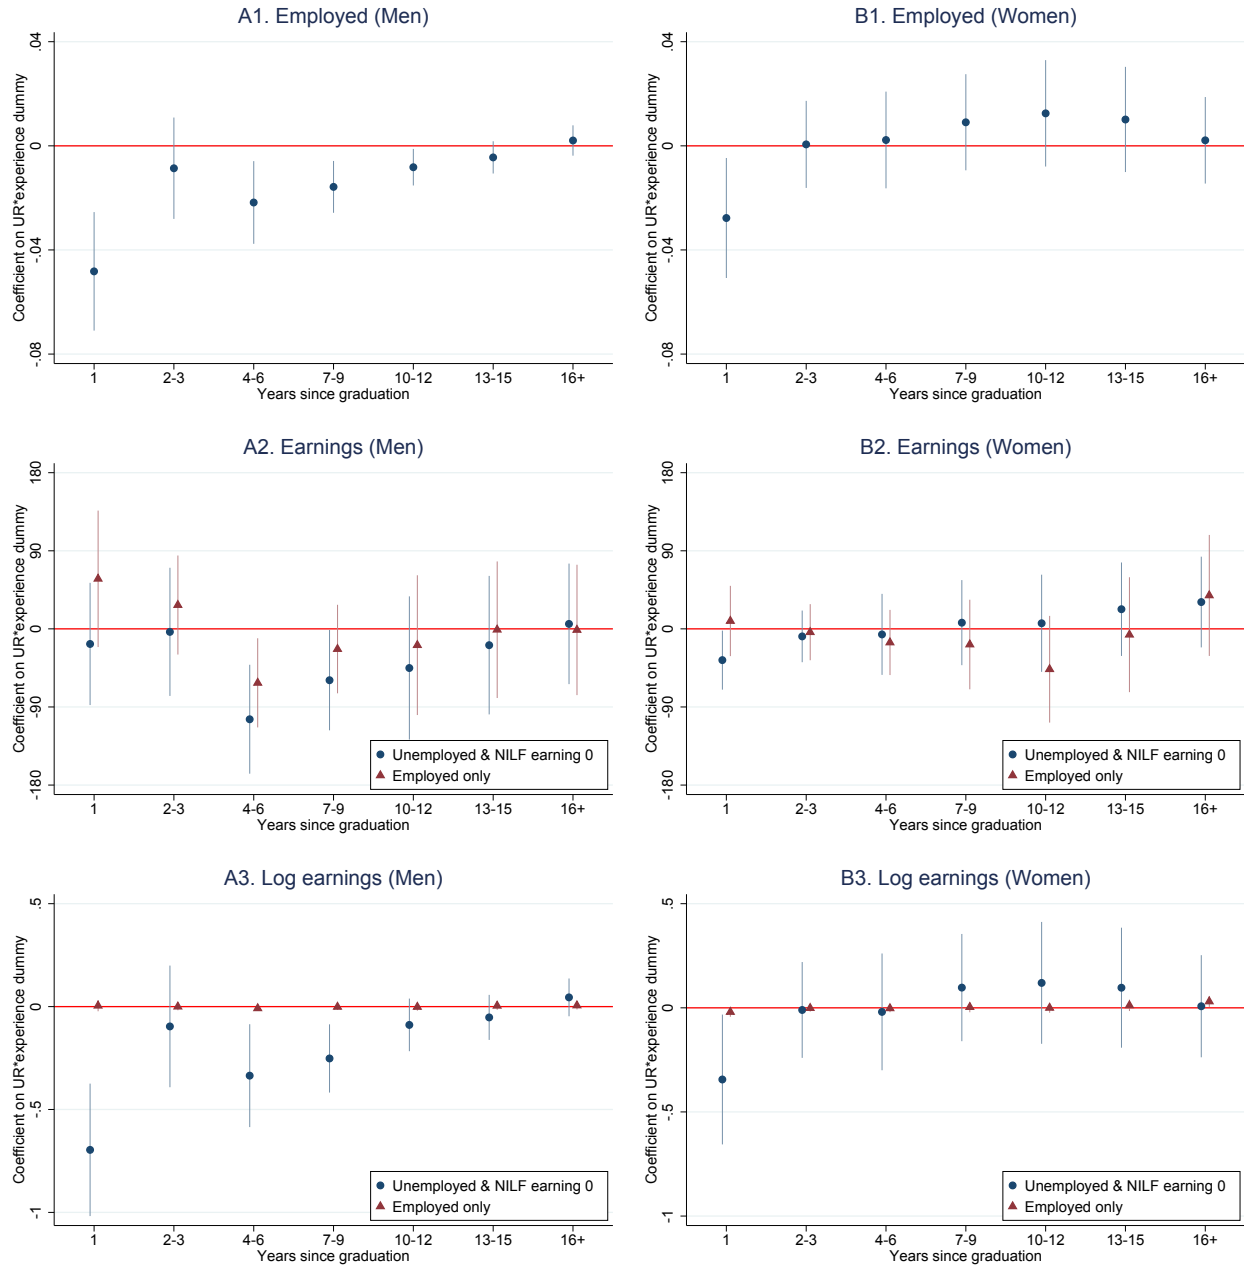 A1. Employed (Men)
Coefficient on UR*experience dummy
.04
0
-.04
-.08
1 2-3 4-6 7-9 10-12 13-15 16+
Years since graduation
B1. Employed (Women)
Coefficient on UR*experience dummy
.04
0
-.04
-.08
1 2-3 4-6 7-9 10-12 13-15 16+
Years since graduation
A2. Earnings (Men)
Coefficient on UR*experience dummy
180
90
0
-90
-180
Unemployed & NILF earning 0
Employed only
1 2-3 4-6 7-9 10-12 13-15 16+
Years since graduation
B2. Earnings (Women)
Coefficient on UR*experience dummy
180
90
0
-90
-180
Unemployed & NILF earning 0
Employed only
1 2-3 4-6 7-9 10-12 13-15 16+
Years since graduation
A3. Log earnings (Men)
Coefficient on UR*experience dummy
.5
0
-.5
-1
Unemployed & NILF earning 0
Employed only
1 2-3 4-6 7-9 10-12 13-15 16+
Years since graduation
B3. Log earnings (Women)
Coefficient on UR*experience dummy
.5
0
-.5
-1
Unemployed & NILF earning 0
Employed only
1 2-3 4-6 7-9 10-12 13-15 16+
Years since graduation